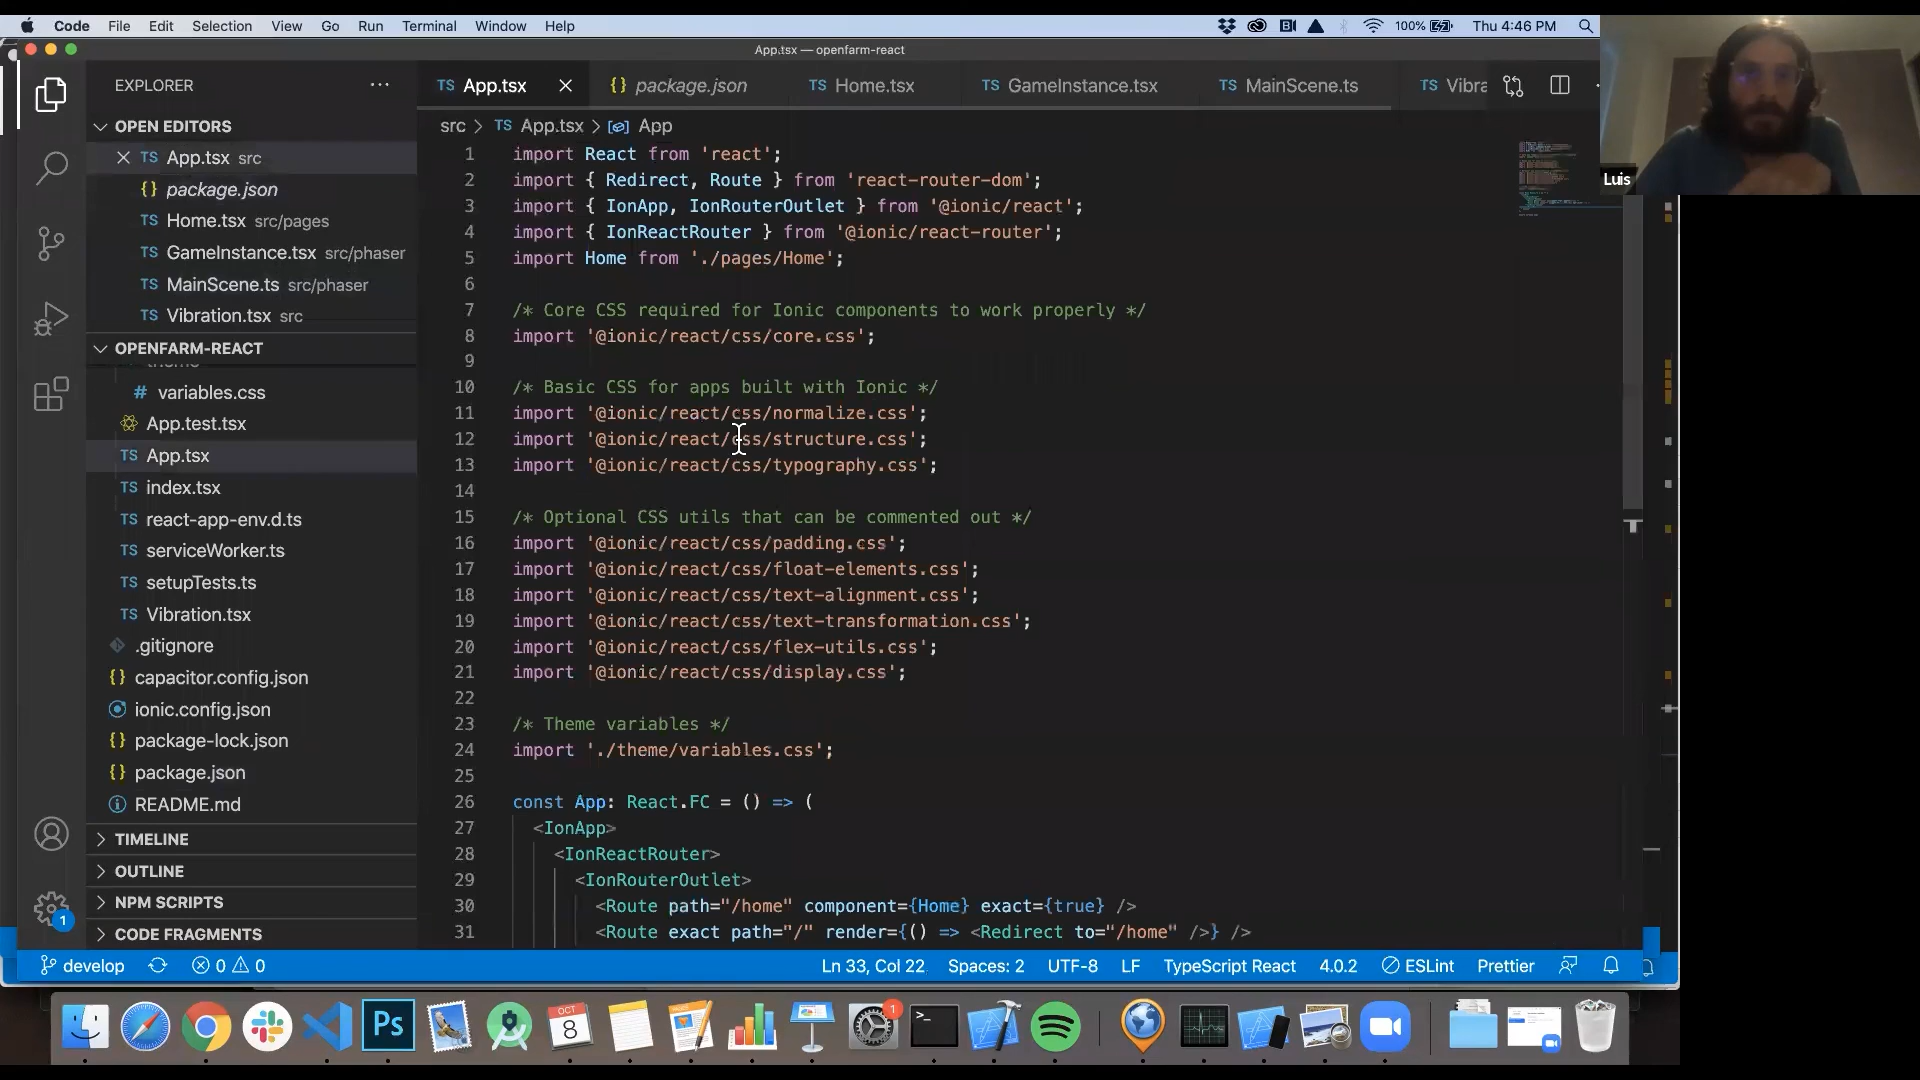 Code File Edit Selection View Go Run Terminal Window Help 100% Thu 4:46 PM
App.tsx — openfarm-react
EXPLORER
TS App.tsx {} package.json TS Home.tsx TS GameInstance.tsx TS MainScene.ts TS Vibra
OPEN EDITORS
TS App.tsx src
{} package.json
TS Home.tsx src/pages
TS GameInstance.tsx src/phaser
TS MainScene.ts src/phaser
TS Vibration.tsx src
OPENFARM-REACT
theme
# variables.css
App.test.tsx
TS App.tsx
TS index.tsx
TS react-app-env.d.ts
TS serviceWorker.ts
TS setupTests.ts
TS Vibration.tsx
.gitignore
{} capacitor.config.json
ionic.config.json
{} package-lock.json
{} package.json
README.md
TIMELINE
OUTLINE
NPM SCRIPTS
CODE FRAGMENTS
1
src > TS App.tsx > App
1 import React from 'react';
2 import { Redirect, Route } from 'react-router-dom';
3 import { IonApp, IonRouterOutlet } from '@ionic/react';
4 import { IonReactRouter } from '@ionic/react-router';
5 import Home from './pages/Home';
6
7 /* Core CSS required for Ionic components to work properly */
8 import '@ionic/react/css/core.css';
9
10 /* Basic CSS for apps built with Ionic */
11 import '@ionic/react/css/normalize.css';
12 import '@ionic/react/css/structure.css';
13 import '@ionic/react/css/typography.css';
14
15 /* Optional CSS utils that can be commented out */
16 import '@ionic/react/css/padding.css';
17 import '@ionic/react/css/float-elements.css';
18 import '@ionic/react/css/text-alignment.css';
19 import '@ionic/react/css/text-transformation.css';
20 import '@ionic/react/css/flex-utils.css';
21 import '@ionic/react/css/display.css';
22
23 /* Theme variables */
24 import './theme/variables.css';
25
26 const App: React.FC = () => (
27 <IonApp>
28 <IonReactRouter>
29 <IonRouterOutlet>
30 <Route path="/home" component={Home} exact={true} />
31 <Route exact path="/" render={() => <Redirect to="/home" />} />
Luis
develop 0 0 Ln 33, Col 22 Spaces: 2 UTF-8 LF TypeScript React 4.0.2 ESLint Prettier
Ps
OCT
8
1
>_